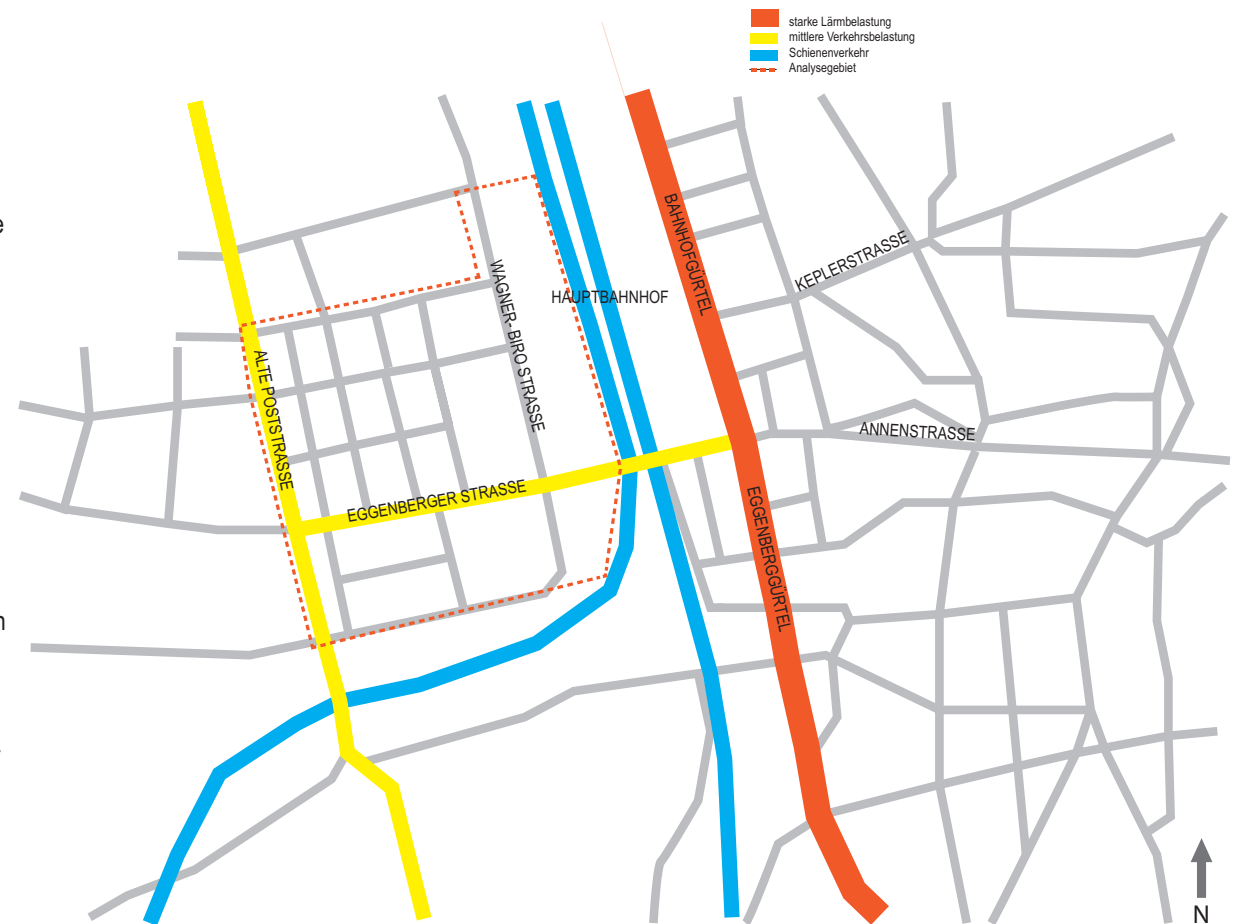 starke Lärmbelastung
mittlere Verkehrsbelastung
Schienenverkehr
Analysegebiet
BAHNHOFGÜRTEL
KEPLERSTRASSE
WAGNER- BIRO STRASSE
HAUPTBAHNHOF
ALTE POSTSTRASSE
ANNENSTRASSE
EGGENBERGER STRASSE
EGGENBERGGÜRTEL
N